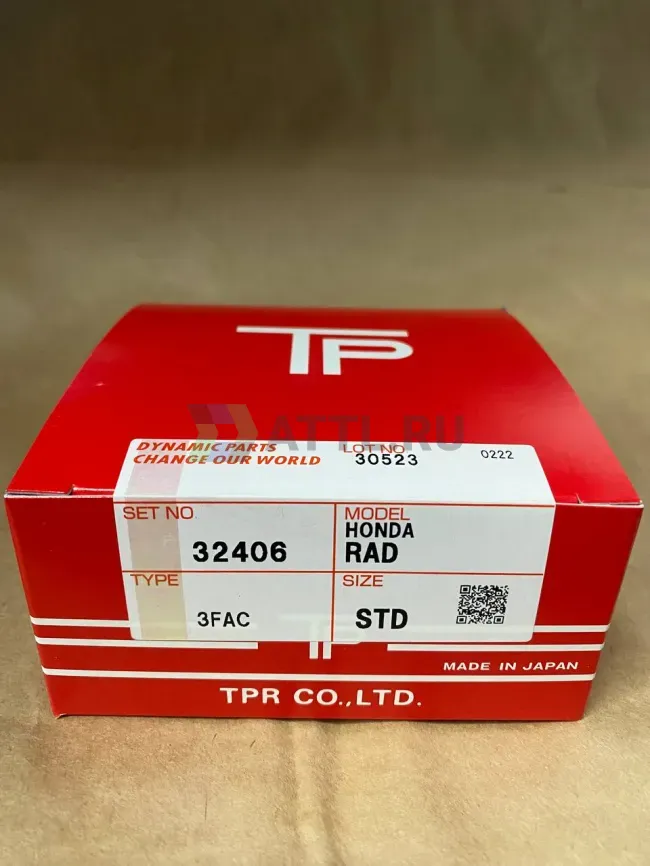 TP
ATTI.RU
DYNAMIC PARTS
CHANGE OUR WORLD
LOT NO
30523
0222
SET NO
32406
MODEL
HONDA
RAD
TYPE
3FAC
SIZE
STD
TP
MADE IN JAPAN
TPR CO.,LTD.